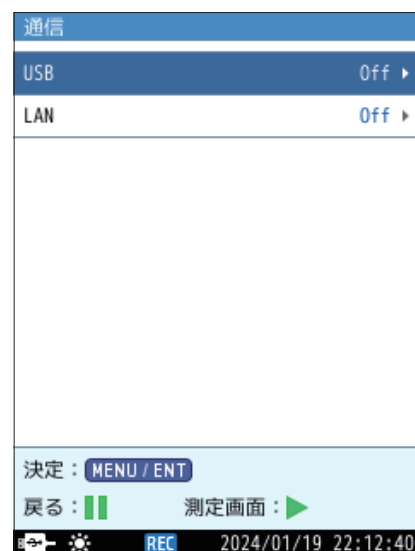 通信
USB Off
LAN Off
決定：MENU / ENT
戻る： 測定画面：
REC 2024/01/19 22:12:40